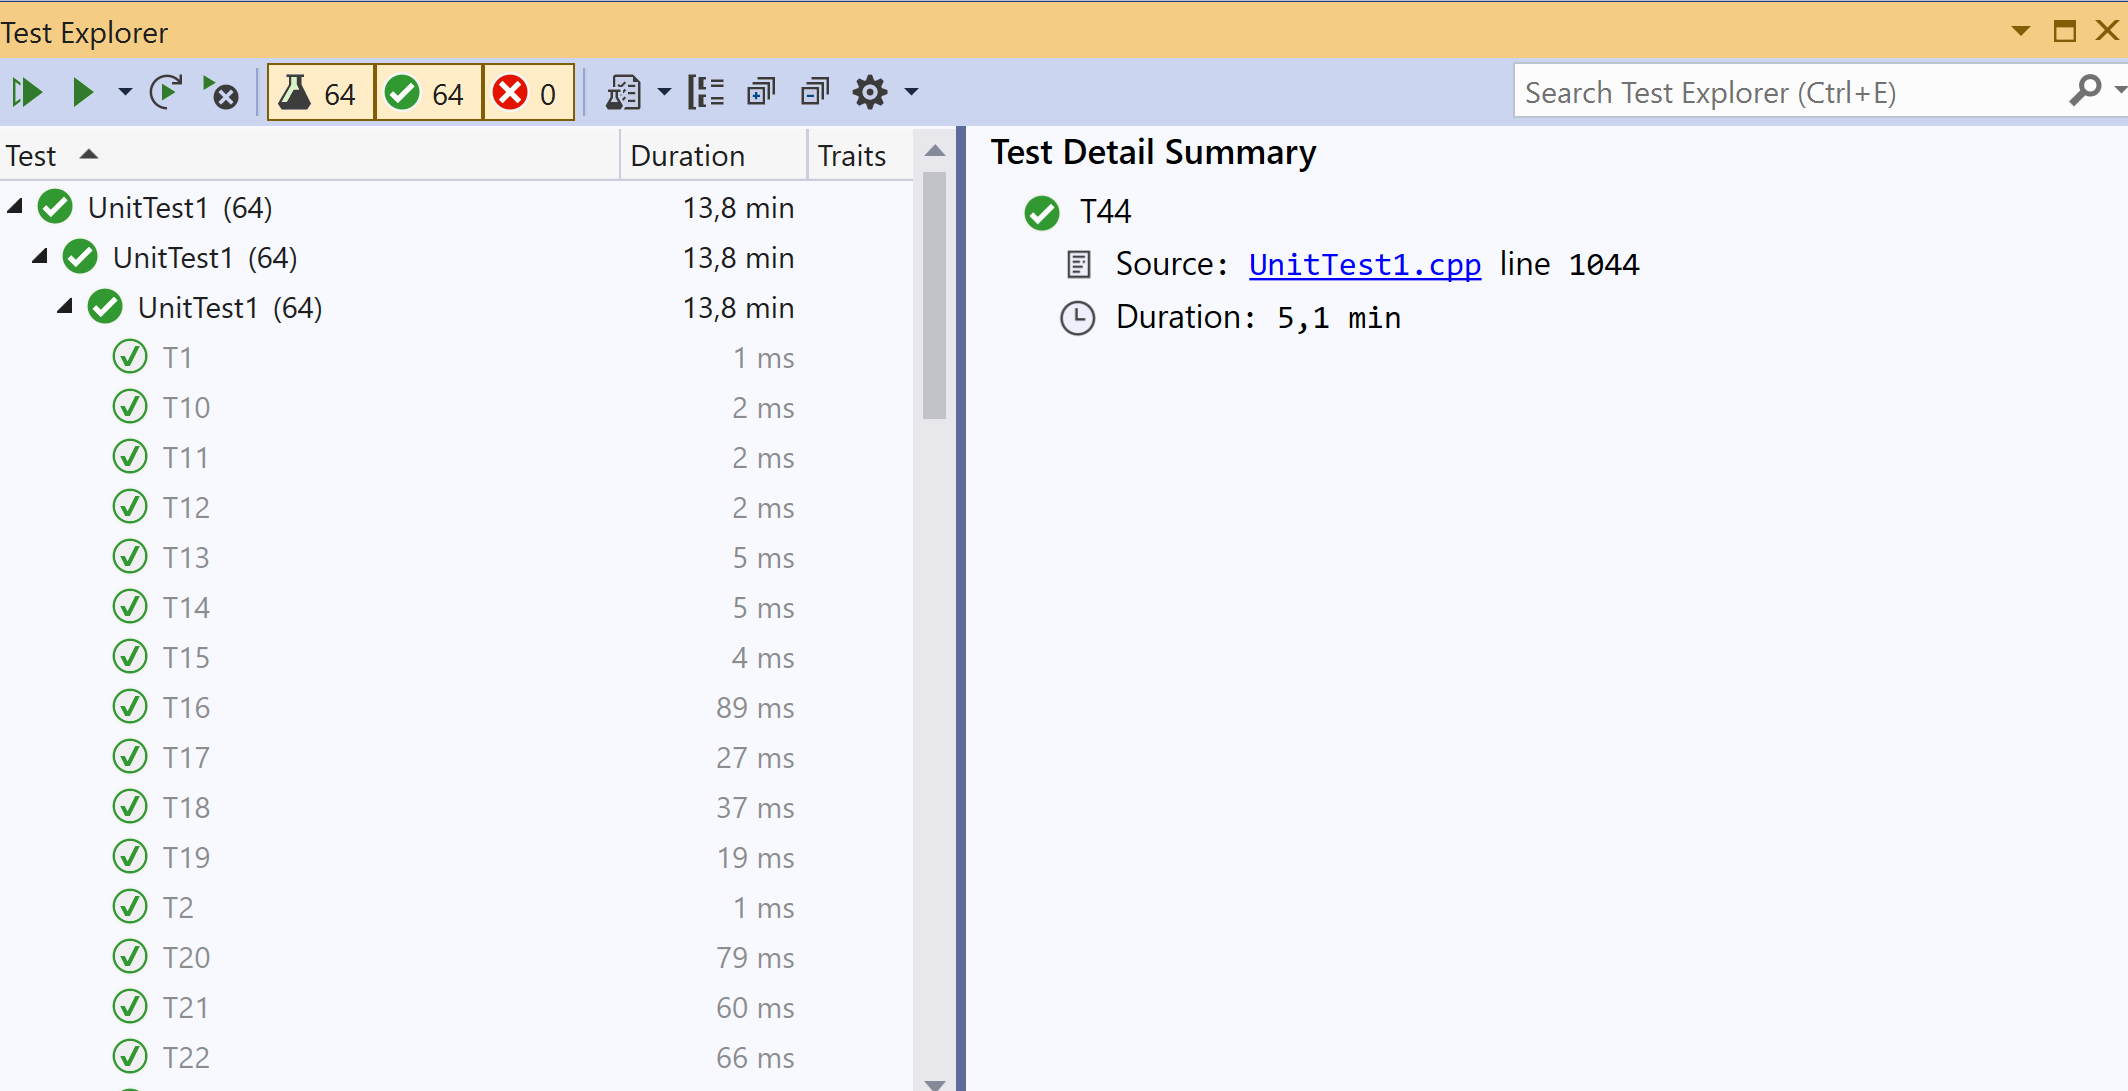 Test Explorer
64 64 0
Search Test Explorer (Ctrl+E)
Test Duration Traits
UnitTest1 (64) 13,8 min
UnitTest1 (64) 13,8 min
UnitTest1 (64) 13,8 min
T1 1 ms
T10 2 ms
T11 2 ms
T12 2 ms
T13 5 ms
T14 5 ms
T15 4 ms
T16 89 ms
T17 27 ms
T18 37 ms
T19 19 ms
T2 1 ms
T20 79 ms
T21 60 ms
T22 66 ms
Test Detail Summary
T44
Source: UnitTest1.cpp line 1044
Duration: 5,1 min